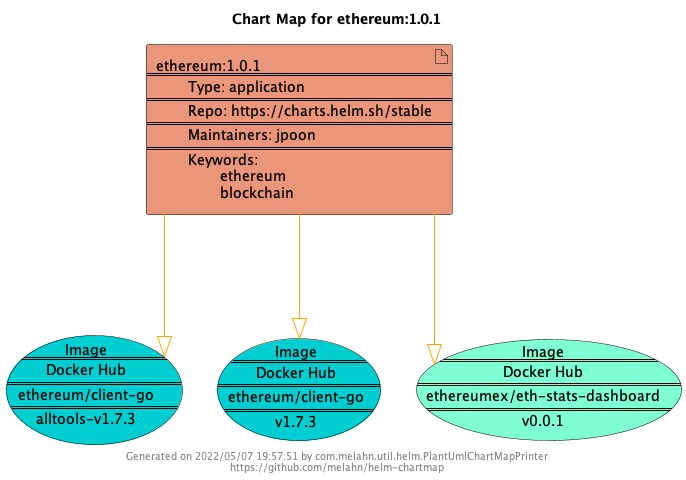 Chart Map for ethereum:1.0.1
ethereum:1.0.1
Type: application
Repo: https://charts.helm.sh/stable
Maintainers: jpoon
Keywords:
ethereum
blockchain
Image
Docker Hub
ethereum/client-go
alltools-v1.7.3
Image
Docker Hub
ethereum/client-go
v1.7.3
Image
Docker Hub
ethereumex/eth-stats-dashboard
v0.0.1
Generated on 2022/05/07 19:57:51 by com.melahn.util.helm.PlantUmlChartMapPrinter
https://github.com/melahn/helm-chartmap